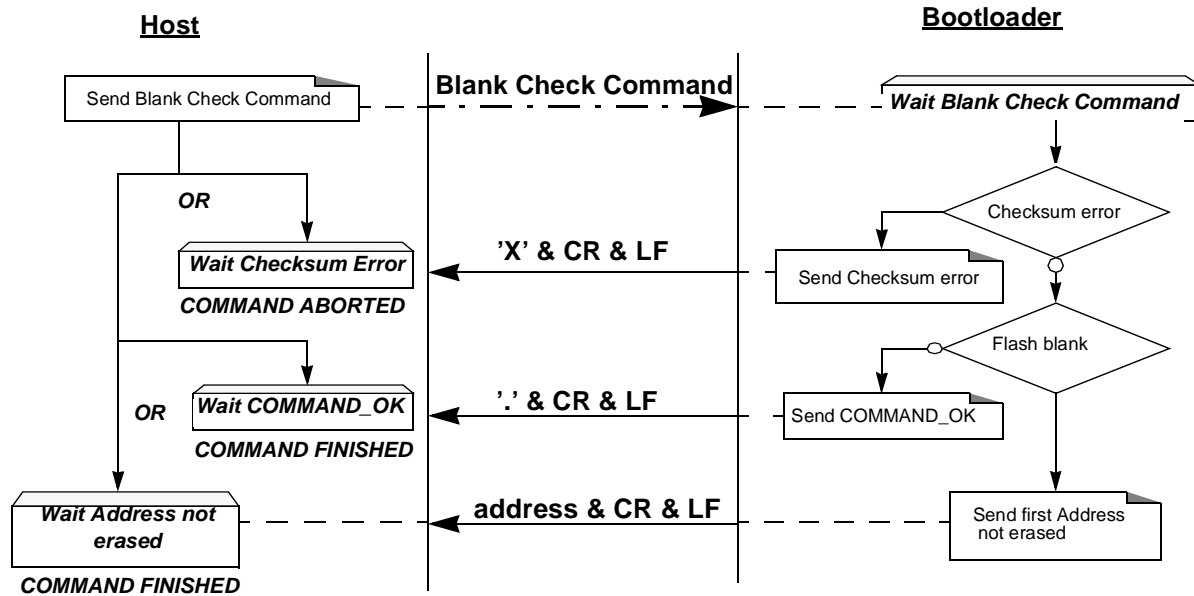 Host
Bootloader
Blank Check Command
Send Blank Check Command
Wait Blank Check Command
OR
Checksum error
'X' & CR & LF
Wait Checksum Error
Send Checksum error
COMMAND ABORTED
Flash blank
OR
'.' & CR & LF
Wait COMMAND_OK
Send COMMAND_OK
COMMAND FINISHED
address & CR & LF
Wait Address not
erased
Send first Address
not erased
COMMAND FINISHED